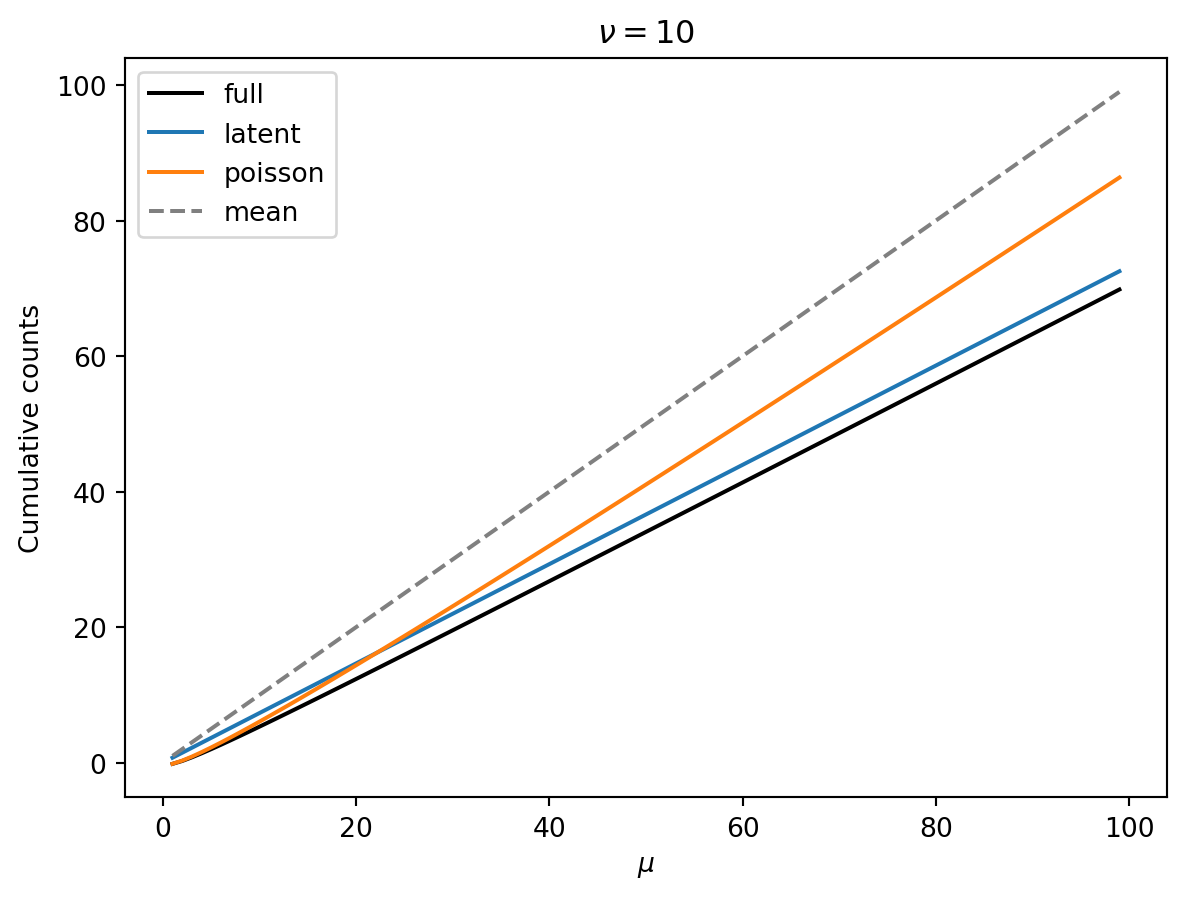 ν = 10
full
latent
poisson
mean
100
80
60
40
20
0
Cumulative counts
0 20 40 60 80 100
μ